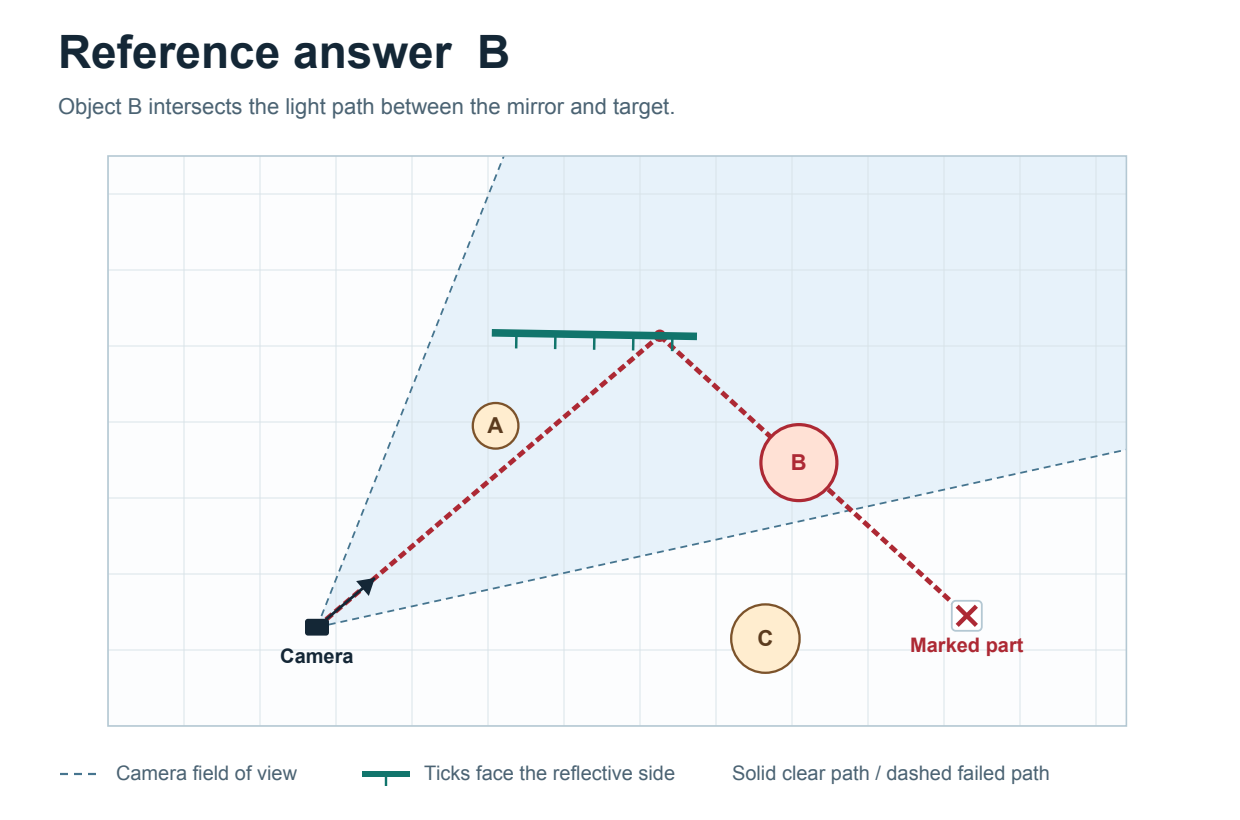 Reference answer  B
Object B intersects the light path between the mirror and target.
A
B
Camera
C
Marked part
Camera field of view
Ticks face the reflective side
Solid clear path / dashed failed path